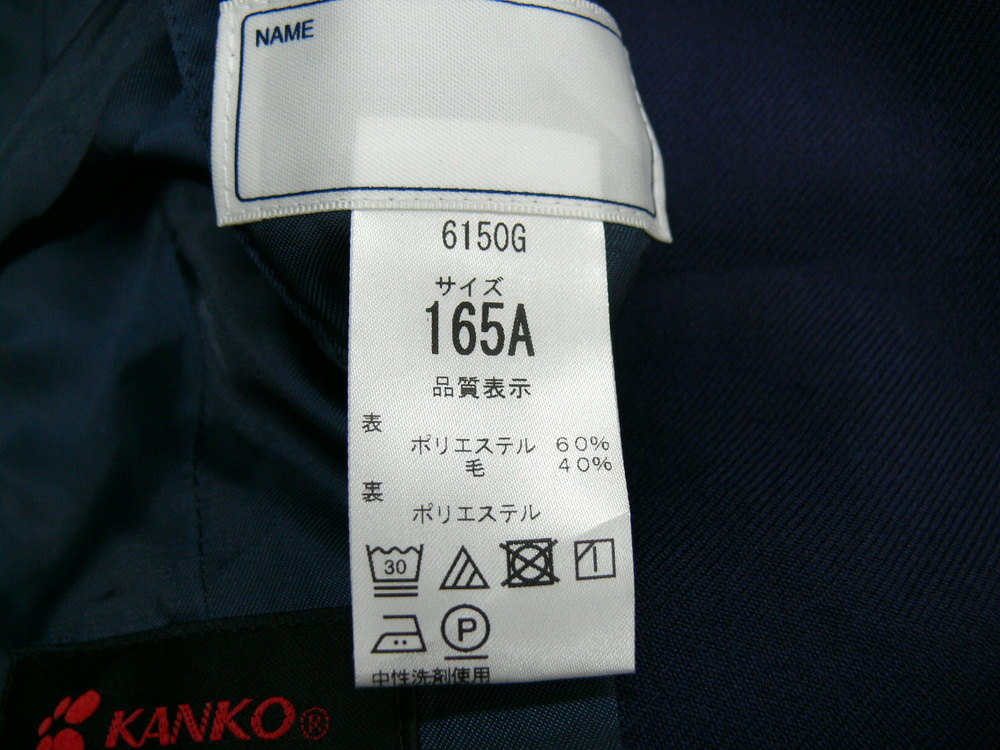 NAME
6150G
サイズ
165A
品質表示
表
ポリエステル 60%
毛 40%
裏
ポリエステル
30
P
中性洗剤使用
KANKO®